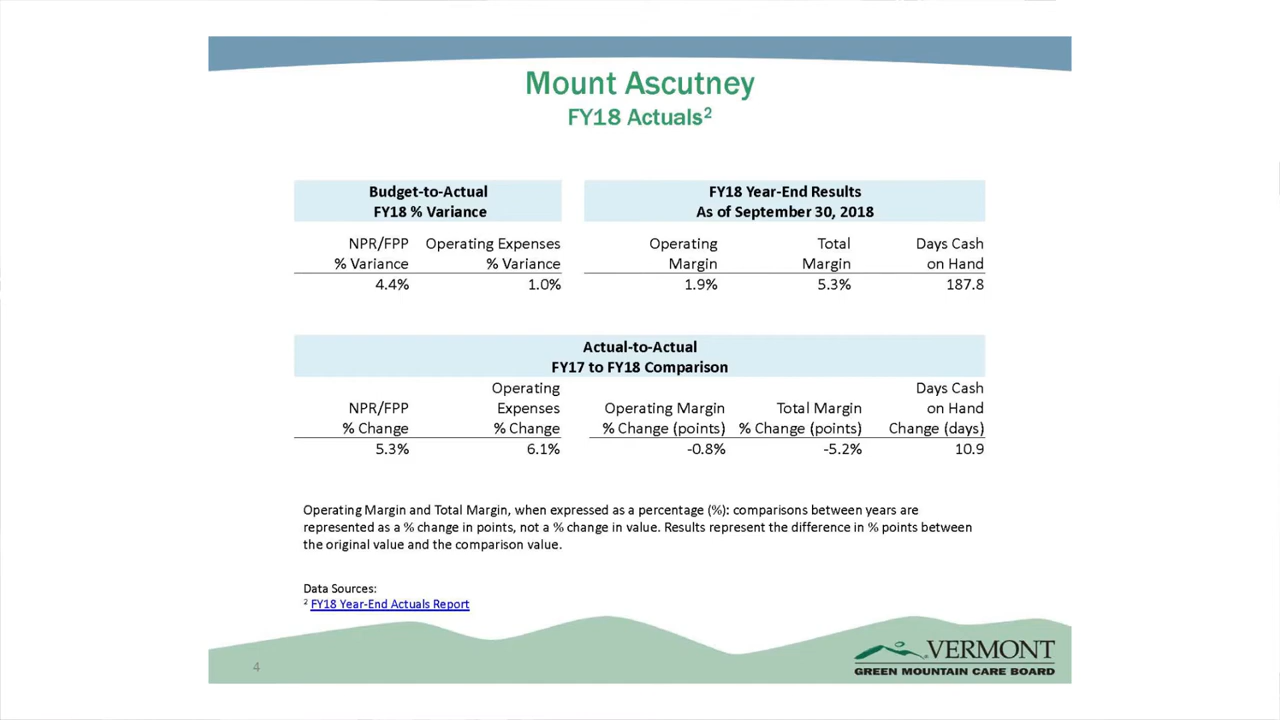 Mount Ascutney
FY18 Actuals2
Budget-to-Actual
FY18 % Variance
NPR/FPP Operating Expenses
% Variance % Variance
4.4% 1.0%
FY18 Year-End Results
As of September 30, 2018
Operating Total Days Cash
Margin Margin on Hand
1.9% 5.3% 187.8
Actual-to-Actual
FY17 to FY18 Comparison
Operating Days Cash
NPR/FPP Expenses Operating Margin Total Margin on Hand
% Change % Change % Change (points) % Change (points) Change (days)
5.3% 6.1% -0.8% -5.2% 10.9
Operating Margin and Total Margin, when expressed as a percentage (%): comparisons between years are
represented as a % change in points, not a % change in value. Results represent the difference in % points between
the original value and the comparison value.
Data Sources:
2 FY18 Year-End Actuals Report
4
VERMONT
GREEN MOUNTAIN CARE BOARD